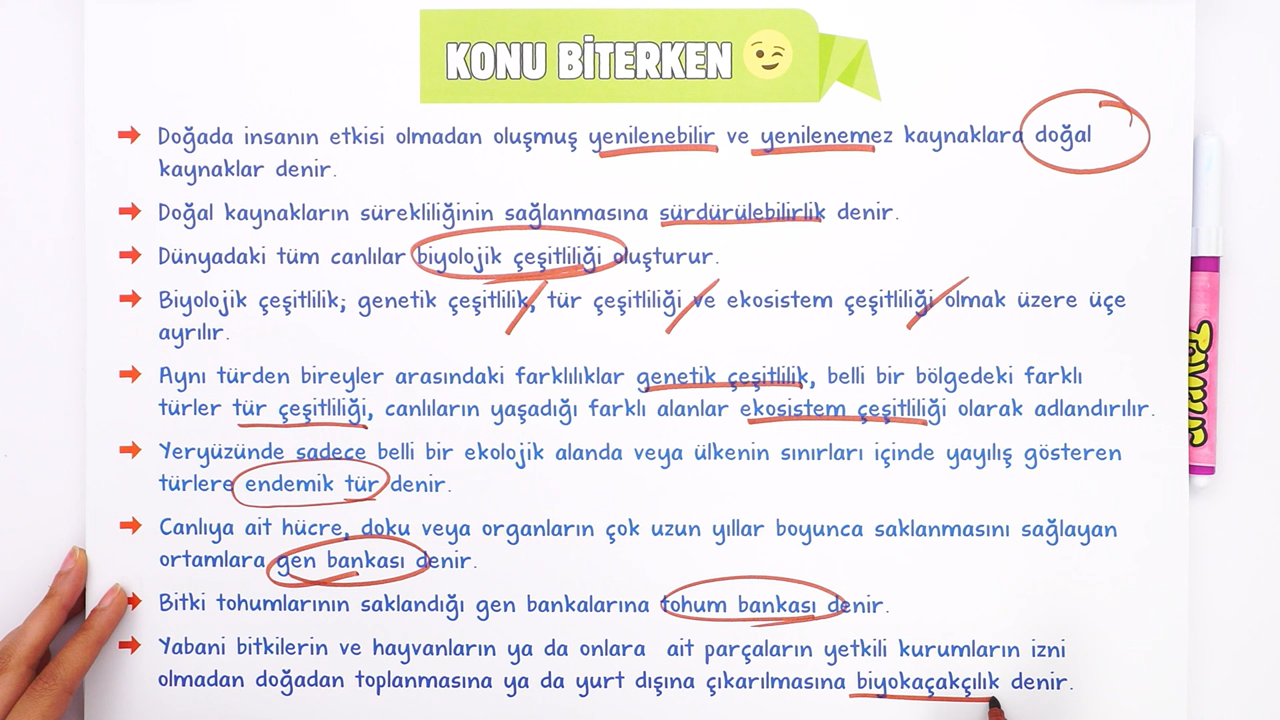 KONU BİTERKEN
Doğada insanın etkisi olmadan oluşmuş yenilenebilir ve yenilenemez kaynaklara doğal
kaynaklar denir.
Doğal kaynakların sürekliliğinin sağlanmasına sürdürülebilirlik denir.
Dünyadaki tüm canlılar biyolojik çeşitliliği oluşturur.
Biyolojik çeşitlilik; genetik çeşitlilik, tür çeşitliliği ve ekosistem çeşitliliği olmak üzere üçe
ayrılır.
Aynı türden bireyler arasındaki farklılıklar genetik çeşitlilik, belli bir bölgedeki farklı
türler tür çeşitliliği, canlıların yaşadığı farklı alanlar ekosistem çeşitliliği olarak adlandırılır.
Yeryüzünde sadece belli bir ekolojik alanda veya ülkenin sınırları içinde yayılış gösteren
türlere endemik tür denir.
Canlıya ait hücre, doku veya organların çok uzun yıllar boyunca saklanmasını sağlayan
ortamlara gen bankası denir.
Bitki tohumlarının saklandığı gen bankalarına tohum bankası denir.
Yabani bitkilerin ve hayvanların ya da onlara ait parçaların yetkili kurumların izni
olmadan doğadan toplanmasına ya da yurt dışına çıkarılmasına biyokaçakçılık denir.